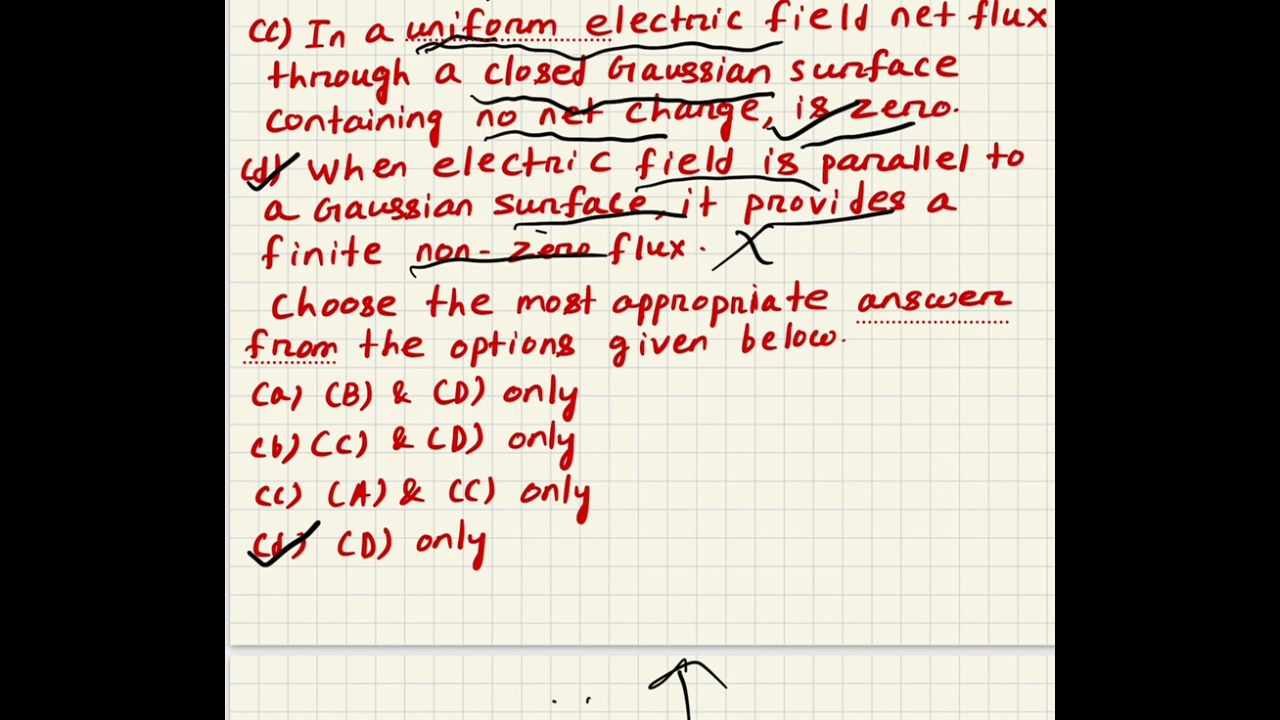 (c) In a uniform electric field net flux
through a closed Gaussian surface
containing no net change, is zero.
(d) When electric field is parallel to
a Gaussian surface, it provides a
finite non-zero flux. X
Choose the most appropriate answer
from the options given below.
(a) (B) & (D) only
(b) (C) & (D) only
(c) (A) & (C) only
(d) (D) only